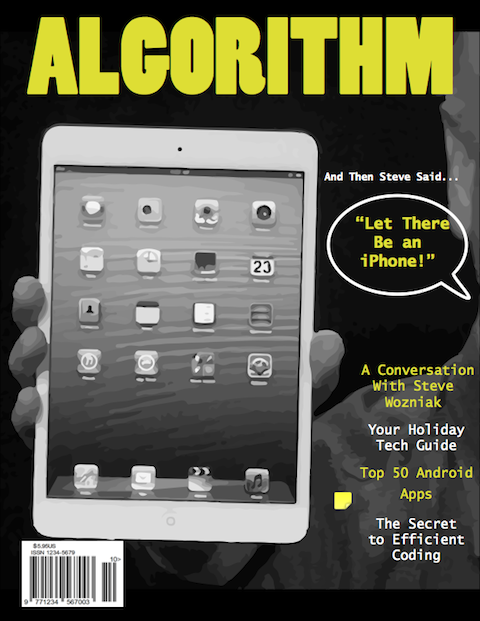 ALGORITHM
And Then Steve Said...
“Let There
Be an
iPhone!”
23
A Conversation
With Steve
Wozniak
Your Holiday
Tech Guide
Top 50 Android
Apps
The Secret
to Efficient
Coding
$5.99US
ISSN 1234-5679
10>
9 771234 567003